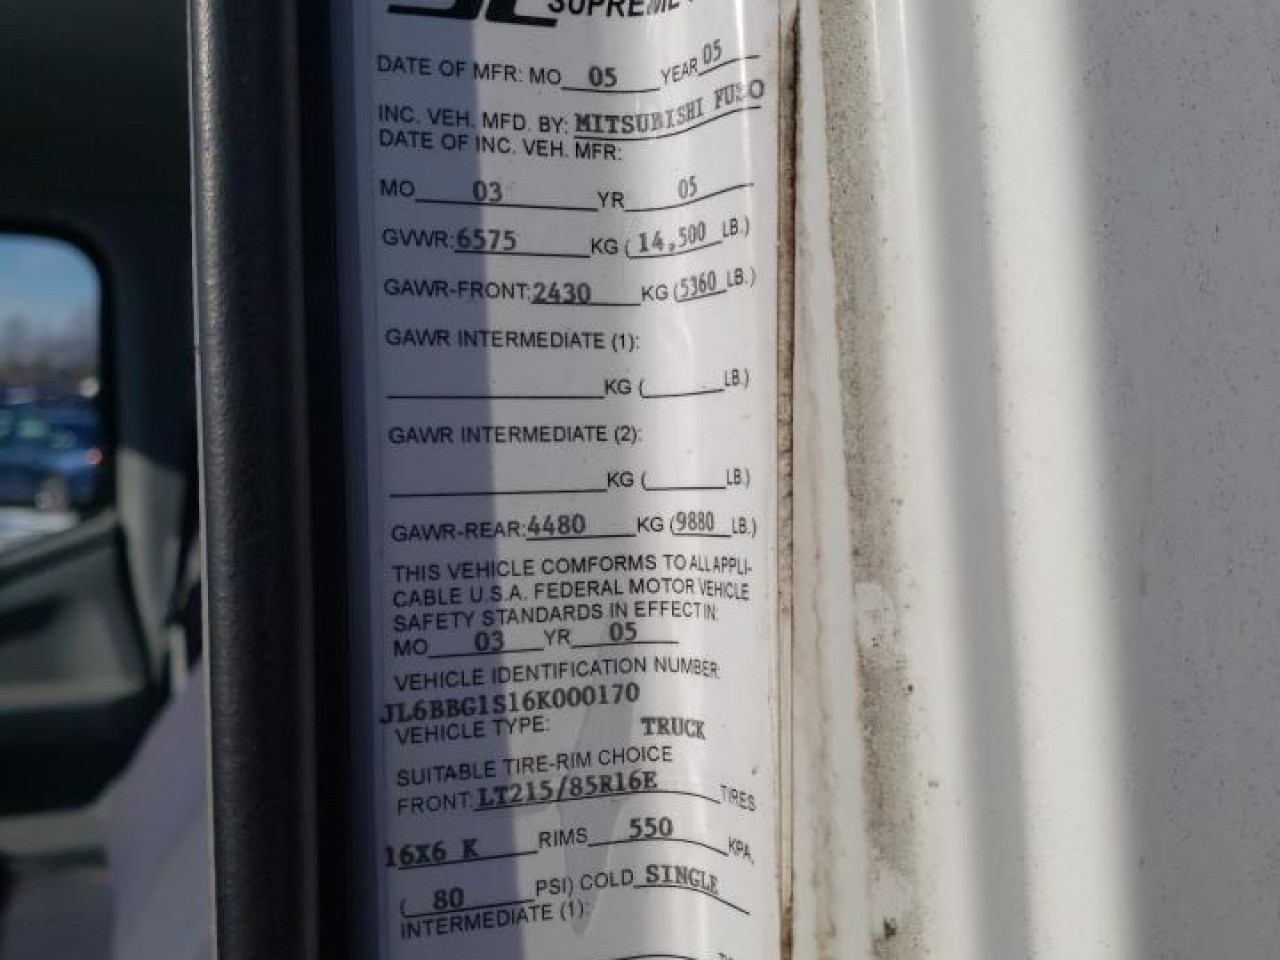 SUPREME
DATE OF MFR: MO 05 YEAR 05
INC. VEH. MFD. BY: MITSUBISHI FUSO
DATE OF INC. VEH. MFR:
MO 03 YR 05
GVWR: 6575 KG ( 14,500 LB.)
GAWR-FRONT: 2430 KG ( 5360 LB.)
GAWR INTERMEDIATE (1):
KG ( LB.)
GAWR INTERMEDIATE (2):
KG ( LB.)
GAWR-REAR: 4480 KG ( 9880 LB.)
THIS VEHICLE COMFORMS TO ALL APPLI-
CABLE U.S.A. FEDERAL MOTOR VEHICLE
SAFETY STANDARDS IN EFFECT IN:
MO 03 YR 05
VEHICLE IDENTIFICATION NUMBER
JL6BBG1S16K000170
VEHICLE TYPE: TRUCK
SUITABLE TIRE-RIM CHOICE
FRONT: LT215/85R16E TIRES
16X6 K RIMS 550 KPA,
( 80 PSI) COLD SINGLE
INTERMEDIATE (1):